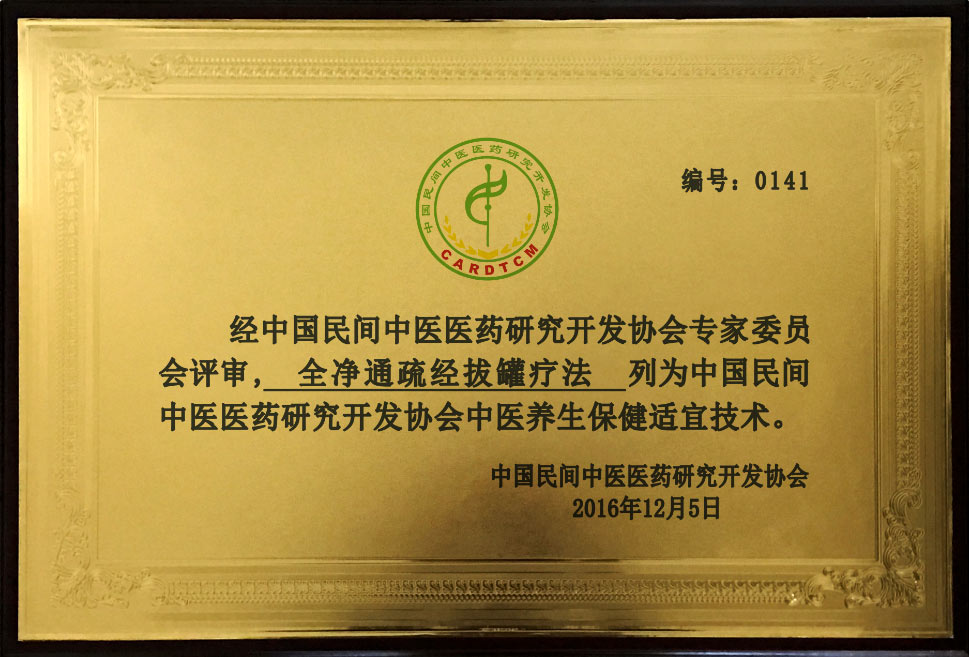 中国民间中医医药研究开发协会
CARDTCM
编号：0141
经中国民间中医医药研究开发协会专家委员
会评审，全净通疏经拔罐疗法 列为中国民间
中医医药研究开发协会中医养生保健适宜技术。
中国民间中医医药研究开发协会
2016年12月5日